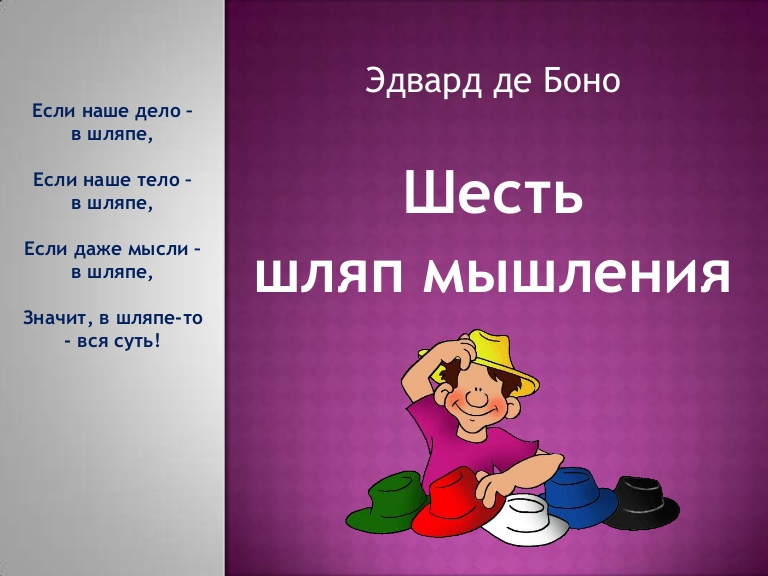 Если наше дело –
в шляпе,
Если наше тело –
в шляпе,
Если даже мысли –
в шляпе,
Значит, в шляпе-то
- вся суть!
Эдвард де Боно
Шесть
шляп мышления